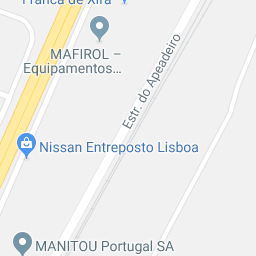 Franca de Xira
MAFIROL –
Equipamentos...
Estr. do Apeadeiro
Nissan Entreposto Lisboa
MANITOU Portugal SA